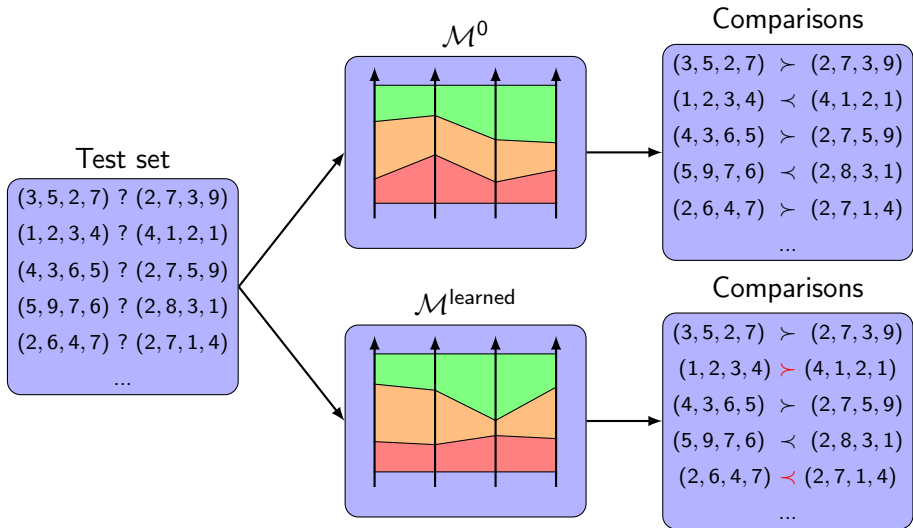 Test set
(3, 5, 2, 7) ? (2, 7, 3, 9)
(1, 2, 3, 4) ? (4, 1, 2, 1)
(4, 3, 6, 5) ? (2, 7, 5, 9)
(5, 9, 7, 6) ? (2, 8, 3, 1)
(2, 6, 4, 7) ? (2, 7, 1, 4)
...
ℳ⁰
ℳ^learned
Comparisons
(3, 5, 2, 7) ≻ (2, 7, 3, 9)
(1, 2, 3, 4) ≺ (4, 1, 2, 1)
(4, 3, 6, 5) ≻ (2, 7, 5, 9)
(5, 9, 7, 6) ≺ (2, 8, 3, 1)
(2, 6, 4, 7) ≻ (2, 7, 1, 4)
...
Comparisons
(3, 5, 2, 7) ≻ (2, 7, 3, 9)
(1, 2, 3, 4) ≻ (4, 1, 2, 1)
(4, 3, 6, 5) ≻ (2, 7, 5, 9)
(5, 9, 7, 6) ≺ (2, 8, 3, 1)
(2, 6, 4, 7) ≺ (2, 7, 1, 4)
...